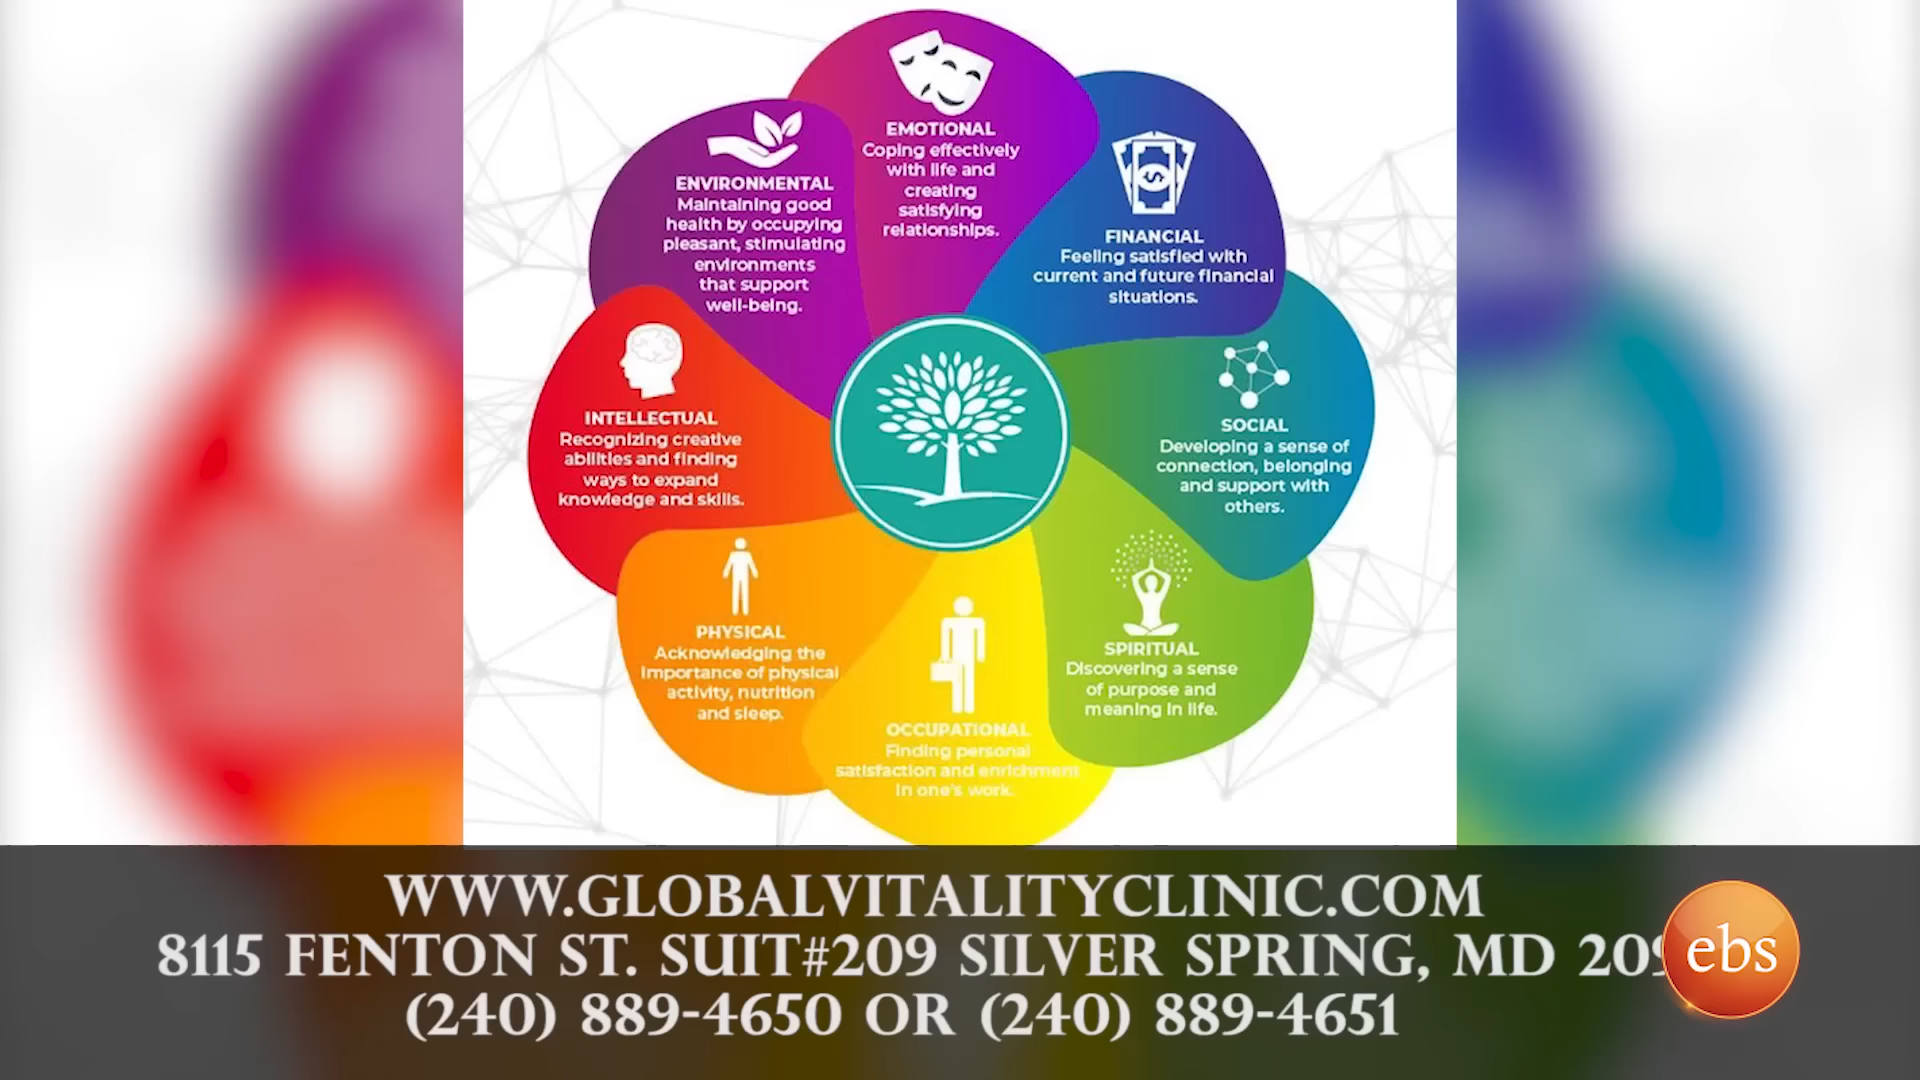 EMOTIONAL
Coping effectively
with life and
creating
satisfying
relationships.
ENVIRONMENTAL
Maintaining good
health by occupying
pleasant, stimulating
environments
that support
well-being.
FINANCIAL
Feeling satisfied with
current and future financial
situations.
INTELLECTUAL
Recognizing creative
abilities and finding
ways to expand
knowledge and skills.
SOCIAL
Developing a sense of
connection, belonging
and support with
others.
PHYSICAL
Acknowledging the
importance of physical
activity, nutrition
and sleep.
SPIRITUAL
Discovering a sense
of purpose and
meaning in life.
OCCUPATIONAL
Finding personal
satisfaction and enrichment
in one's work.
WWW.GLOBALVITALITYCLINIC.COM
8115 FENTON ST. SUIT#209 SILVER SPRING, MD
(240) 889-4650 OR (240) 889-4651
ebs